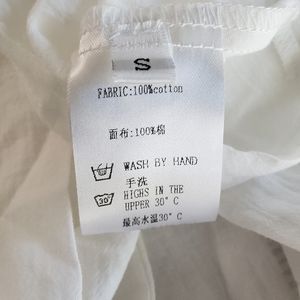 S
FABRIC:100%cotton
面布:100%棉
WASH BY HAND
手洗
HIGHS IN THE
30°
UPPER 30°C
最高水温30°C